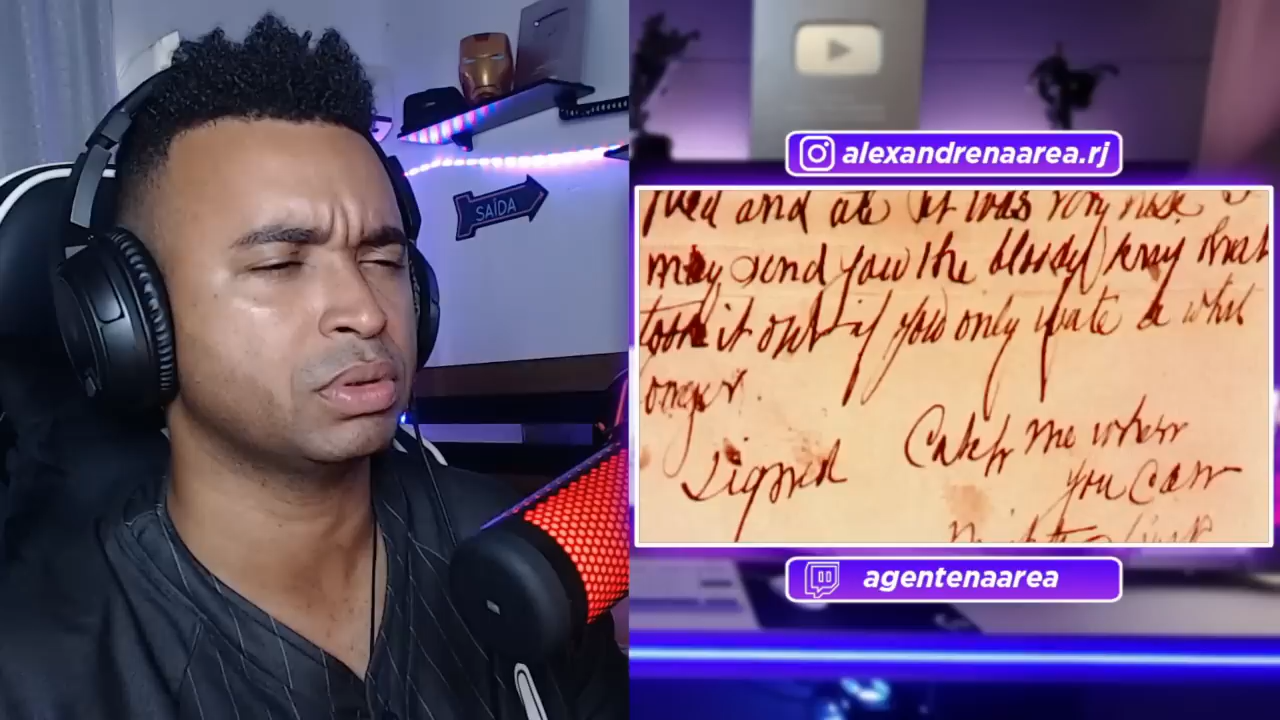 SAÍDA
alexandrenaarea.rj
and ate it was very nise
may send you the bloody knif that
took it out if you only wate a whil
onger
signed
Catch me when
you can
agentenaarea